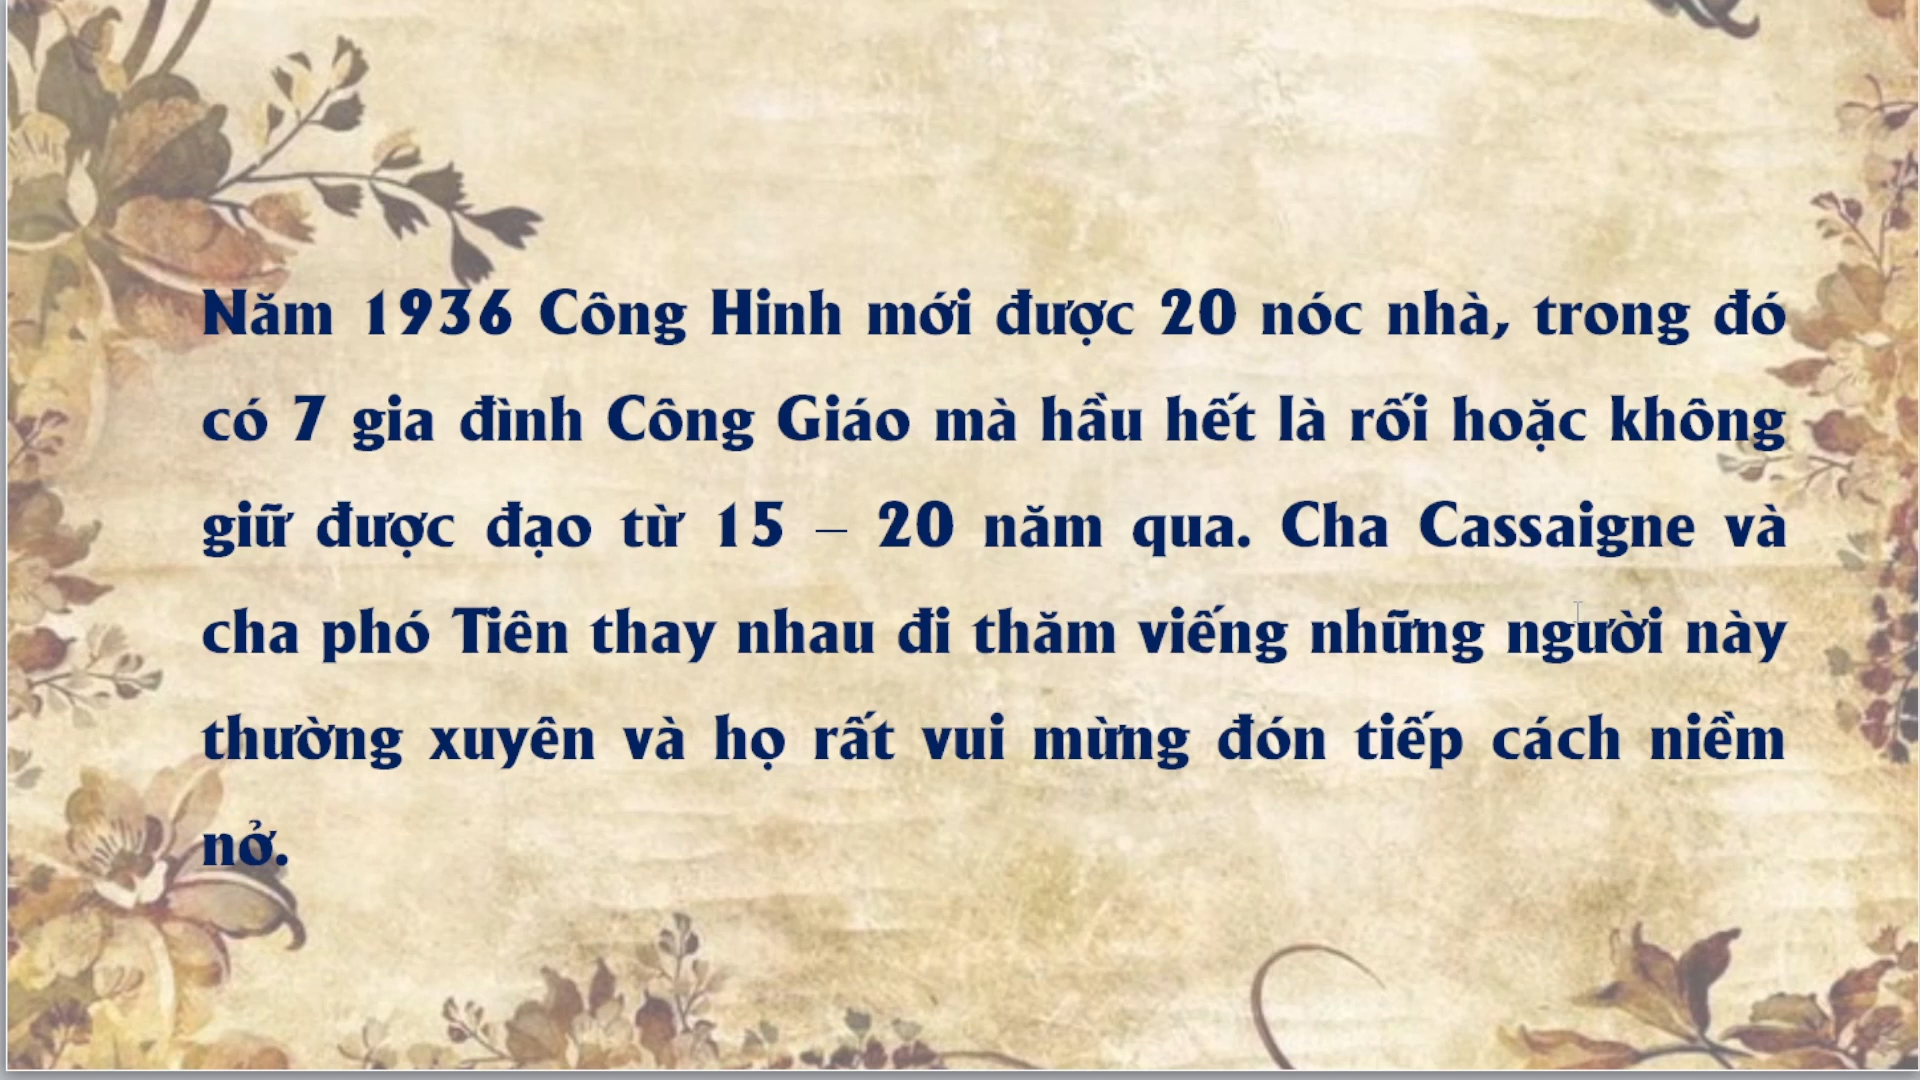 Năm 1936 Công Hinh mới được 20 nóc nhà, trong đó
có 7 gia đình Công Giáo mà hầu hết là rối hoặc không
giữ được đạo từ 15 – 20 năm qua. Cha Cassaigne và
cha phó Tiên thay nhau đi thăm viếng những người này
thường xuyên và họ rất vui mừng đón tiếp cách niềm
nở.